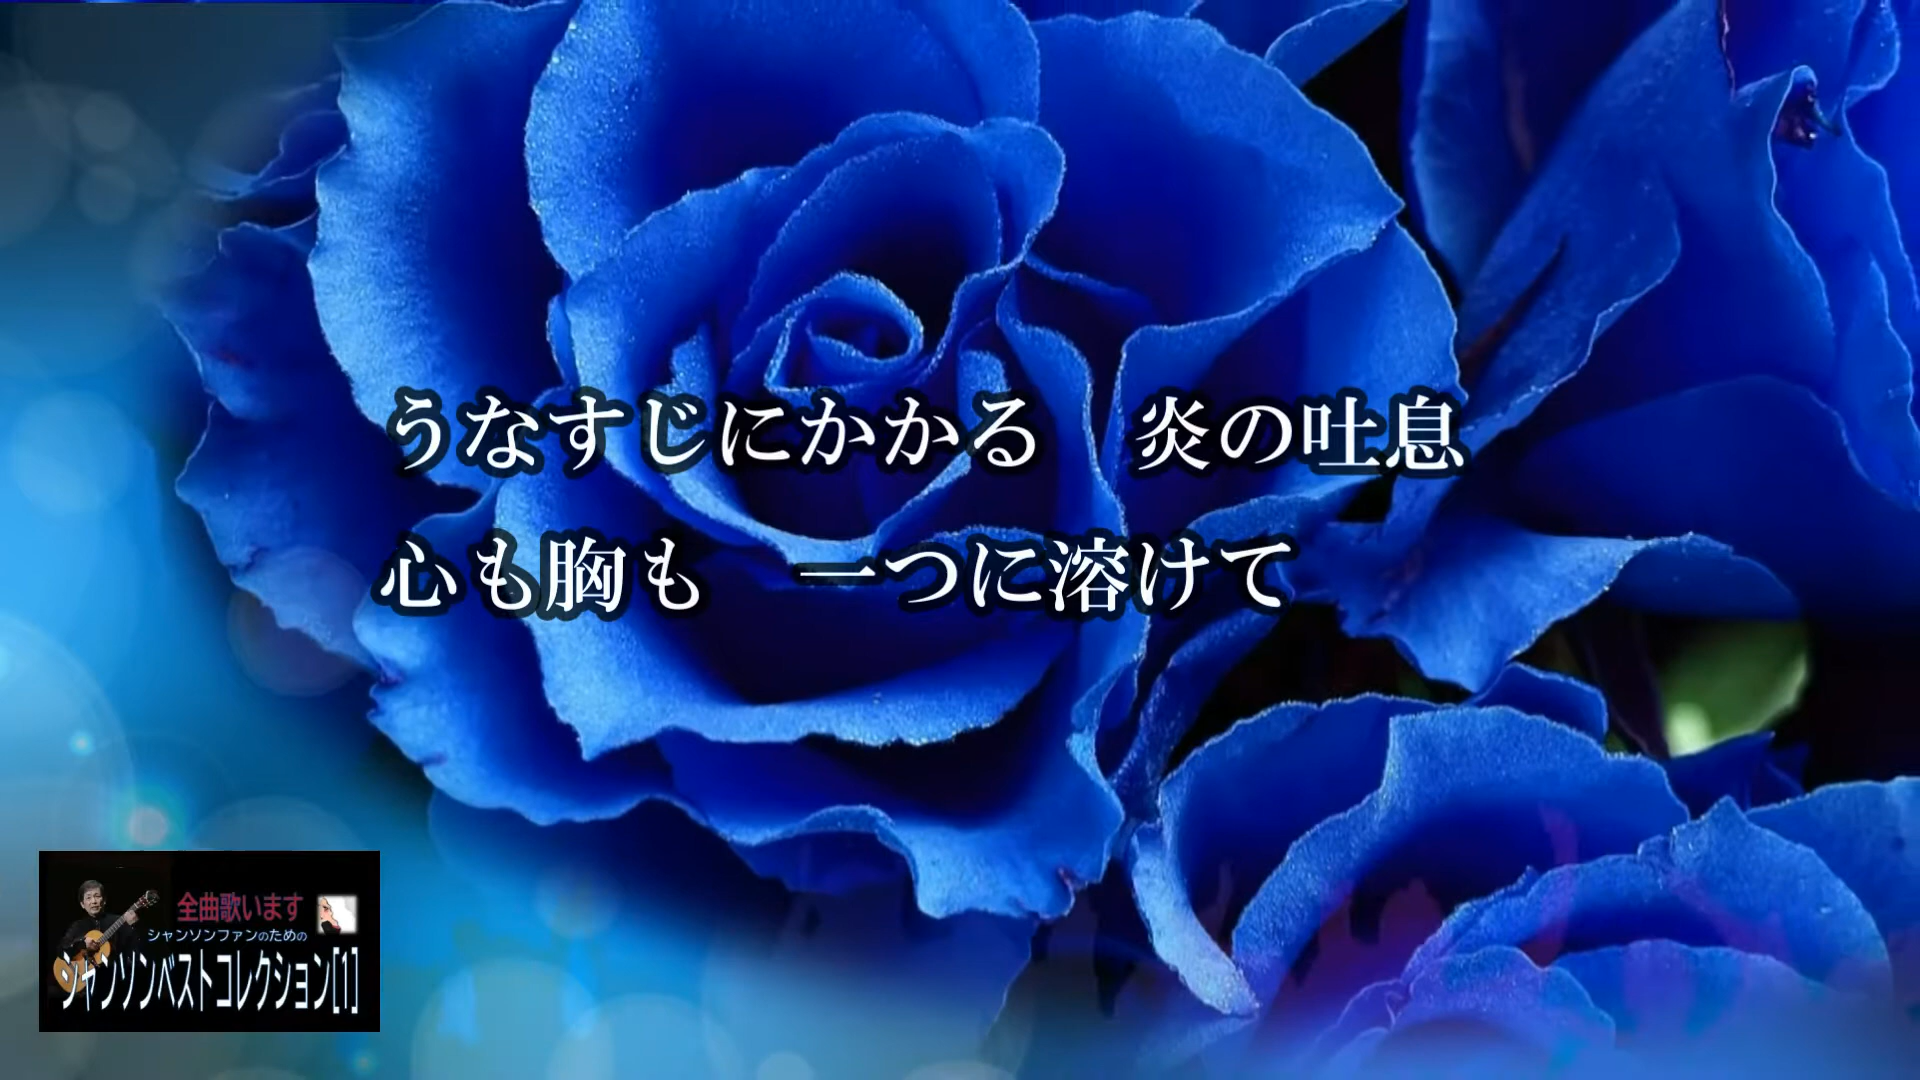 うなすじにかかる　炎の吐息
心も胸も　一つに溶けて
全曲歌います
シャンソンファンのための
シャンソンベストコレクション[1]